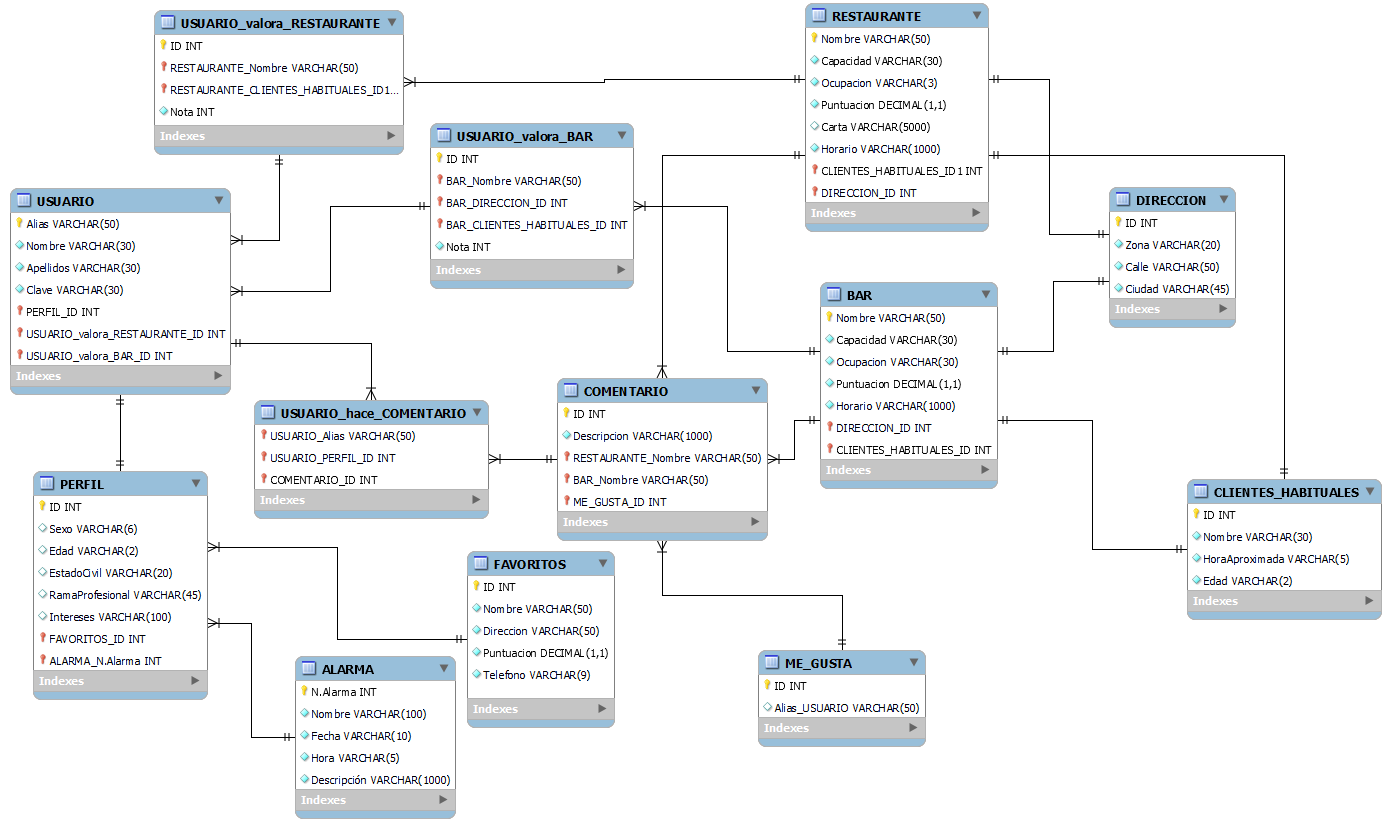 USUARIO_valora_RESTAURANTE
ID INT
RESTAURANTE_Nombre VARCHAR(50)
RESTAURANTE_CLIENTES_HABITUALES_ID1...
Nota INT
Indexes
RESTAURANTE
Nombre VARCHAR(50)
Capacidad VARCHAR(30)
Ocupacion VARCHAR(3)
Puntuacion DECIMAL(1,1)
Carta VARCHAR(5000)
Horario VARCHAR(1000)
CLIENTES_HABITUALES_ID1 INT
DIRECCION_ID INT
Indexes
USUARIO_valora_BAR
ID INT
BAR_Nombre VARCHAR(50)
BAR_DIRECCION_ID INT
BAR_CLIENTES_HABITUALES_ID INT
Nota INT
Indexes
USUARIO
Alias VARCHAR(50)
Nombre VARCHAR(30)
Apellidos VARCHAR(30)
Clave VARCHAR(30)
PERFIL_ID INT
USUARIO_valora_RESTAURANTE_ID INT
USUARIO_valora_BAR_ID INT
Indexes
DIRECCION
ID INT
Zona VARCHAR(20)
Calle VARCHAR(50)
Ciudad VARCHAR(45)
Indexes
BAR
Nombre VARCHAR(50)
Capacidad VARCHAR(30)
Ocupacion VARCHAR(30)
Puntuacion DECIMAL(1,1)
Horario VARCHAR(1000)
DIRECCION_ID INT
CLIENTES_HABITUALES_ID INT
Indexes
USUARIO_hace_COMENTARIO
USUARIO_Alias VARCHAR(50)
USUARIO_PERFIL_ID INT
COMENTARIO_ID INT
Indexes
COMENTARIO
ID INT
Descripcion VARCHAR(1000)
RESTAURANTE_Nombre VARCHAR(50)
BAR_Nombre VARCHAR(50)
ME_GUSTA_ID INT
Indexes
PERFIL
ID INT
Sexo VARCHAR(6)
Edad VARCHAR(2)
EstadoCivil VARCHAR(20)
RamaProfesional VARCHAR(45)
Intereses VARCHAR(100)
FAVORITOS_ID INT
ALARMA_N.Alarma INT
Indexes
CLIENTES_HABITUALES
ID INT
Nombre VARCHAR(30)
HoraAproximada VARCHAR(5)
Edad VARCHAR(2)
Indexes
FAVORITOS
ID INT
Nombre VARCHAR(50)
Direccion VARCHAR(50)
Puntuacion DECIMAL(1,1)
Telefono VARCHAR(9)
Indexes
ALARMA
N.Alarma INT
Nombre VARCHAR(100)
Fecha VARCHAR(10)
Hora VARCHAR(5)
Descripción VARCHAR(1000)
Indexes
ME_GUSTA
ID INT
Alias_USUARIO VARCHAR(50)
Indexes